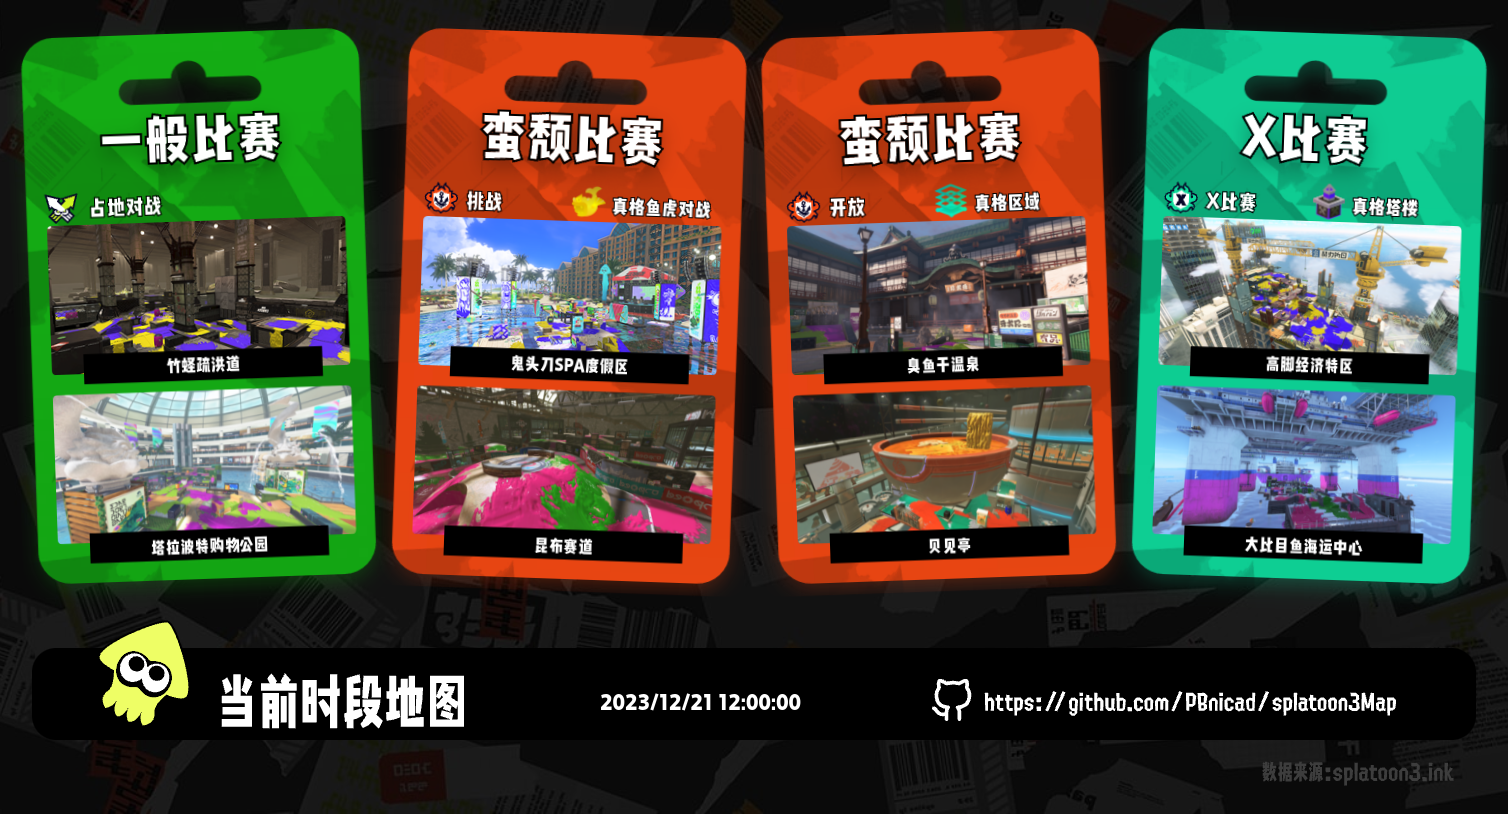 一般比赛
占地对战
竹蛏疏洪道
塔拉波特购物公园
蛮颓比赛
挑战
真格鱼虎对战
鬼头刀SPA度假区
昆布赛道
蛮颓比赛
开放
真格区域
臭鱼干温泉
贝见亭
X比赛
X比赛
真格塔楼
高脚经济特区
大比目鱼海运中心
当前时段地图
2023/12/21 12:00:00
https://github.com/PBnicad/splatoon3Map
数据来源:splatoon3.ink